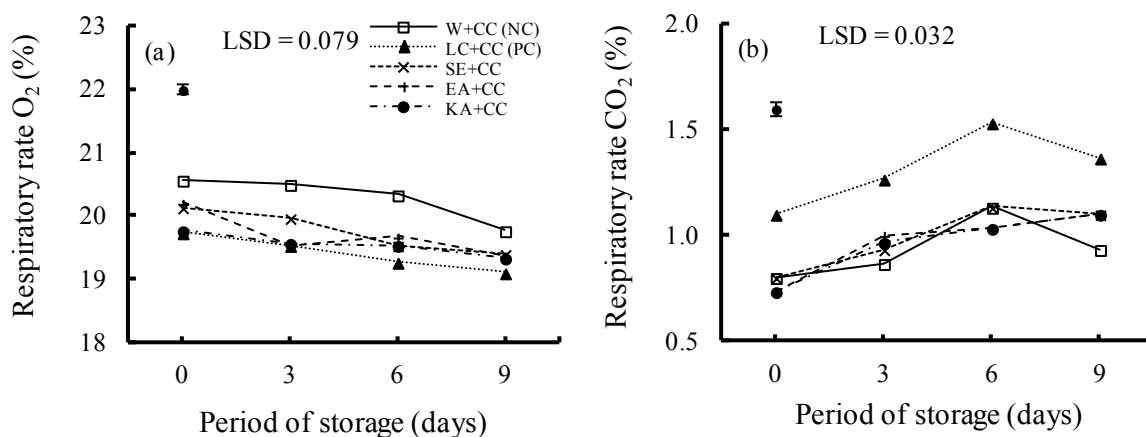 Respiratory rate O2 (%)
23
22
21
20
19
18
(a)
LSD = 0.079
W+CC (NC)
LC+CC (PC)
SE+CC
EA+CC
KA+CC
0 3 6 9
Period of storage (days)
Respiratory rate CO2 (%)
2.0
1.5
1.0
0.5
(b)
LSD = 0.032
0 3 6 9
Period of storage (days)